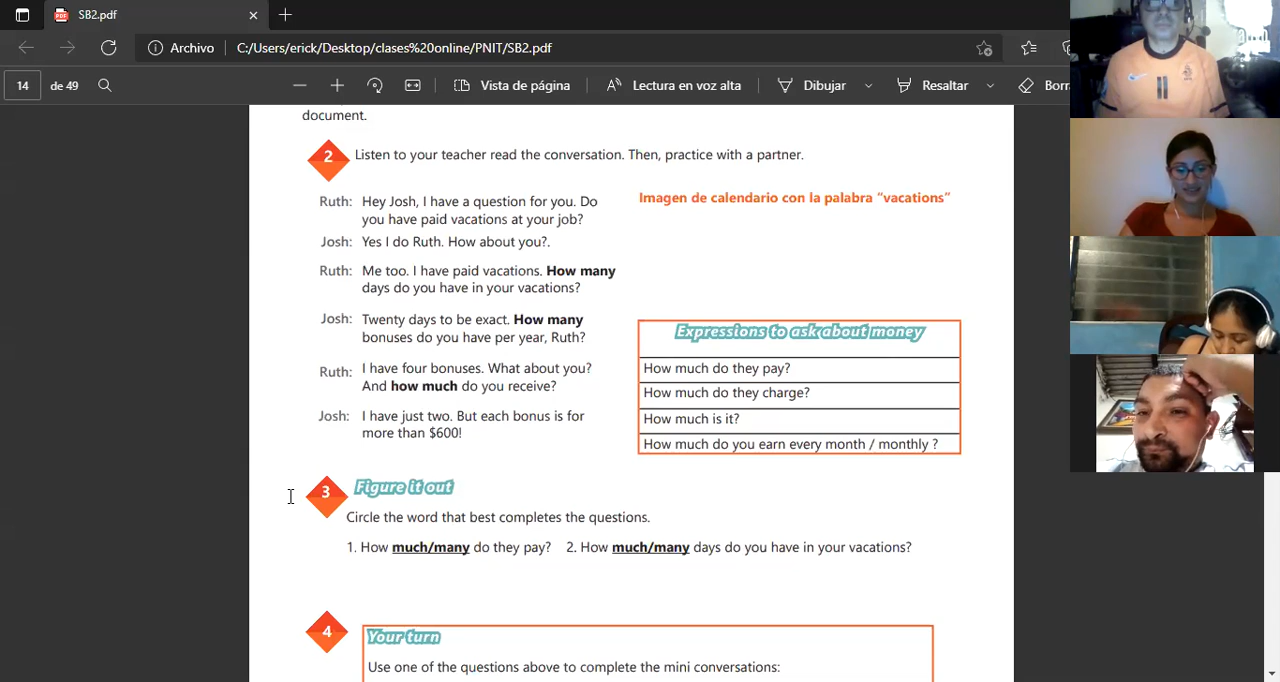 SB2.pdf
Archivo
C:/Users/erick/Desktop/clases%20online/PNIT/SB2.pdf
14 de 49
Vista de página
Lectura en voz alta
Dibujar
Resaltar
document.
2 Listen to your teacher read the conversation. Then, practice with a partner.
Ruth: Hey Josh, I have a question for you. Do
you have paid vacations at your job?
Josh: Yes I do Ruth. How about you?.
Ruth: Me too. I have paid vacations. How many
days do you have in your vacations?
Josh: Twenty days to be exact. How many
bonuses do you have per year, Ruth?
Ruth: I have four bonuses. What about you?
And how much do you receive?
Josh: I have just two. But each bonus is for
more than $600!
Imagen de calendario con la palabra “vacations”
Expressions to ask about money
How much do they pay?
How much do they charge?
How much is it?
How much do you earn every month / monthly ?
3 Figure it out
Circle the word that best completes the questions.
1. How much/many do they pay? 2. How much/many days do you have in your vacations?
4 Your turn
Use one of the questions above to complete the mini conversations: